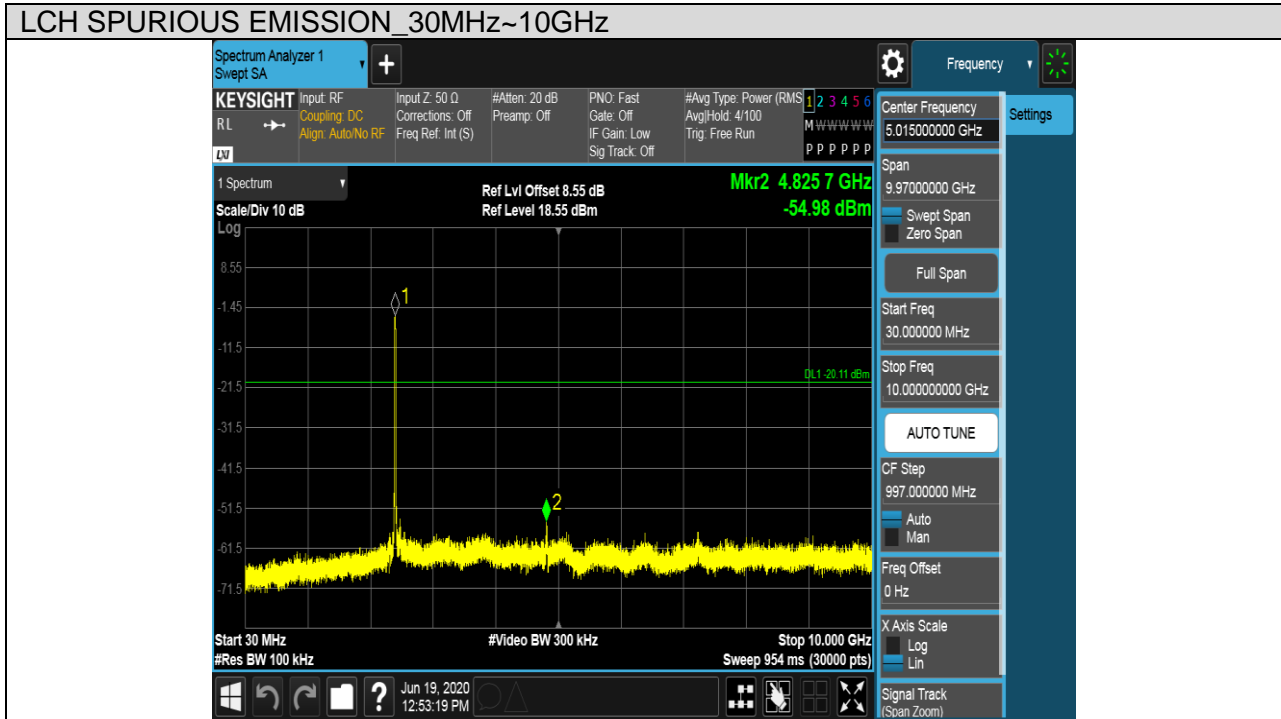 LCH SPURIOUS EMISSION_30MHz~10GHz
Spectrum Analyzer 1
Swept SA
+
Frequency
KEYSIGHT
RL
LXI
Input: RF
Coupling: DC
Align: Auto/No RF
Input Z: 50 Ω
Corrections: Off
Freq Ref: Int (S)
#Atten: 20 dB
Preamp: Off
PNO: Fast
Gate: Off
IF Gain: Low
Sig Track: Off
#Avg Type: Power (RMS
Avg|Hold: 4/100
Trig: Free Run
1 2 3 4 5 6
M W W W W W
P P P P P P
1 Spectrum
Scale/Div 10 dB
Ref Lvl Offset 8.55 dB
Ref Level 18.55 dBm
Mkr2 4.825 7 GHz
-54.98 dBm
Log
8.55
-1.45
-11.5
-21.5
-31.5
-41.5
-51.5
-61.5
-71.5
1
DL1 -20.11 dBm
2
Start 30 MHz
#Res BW 100 kHz
#Video BW 300 kHz
Stop 10.000 GHz
Sweep 954 ms (30000 pts)
Center Frequency
5.015000000 GHz
Settings
Span
9.97000000 GHz
Swept Span
Zero Span
Full Span
Start Freq
30.000000 MHz
Stop Freq
10.000000000 GHz
AUTO TUNE
CF Step
997.000000 MHz
Auto
Man
Freq Offset
0 Hz
X Axis Scale
Log
Lin
Signal Track
(Span Zoom)
?
Jun 19, 2020
12:53:19 PM